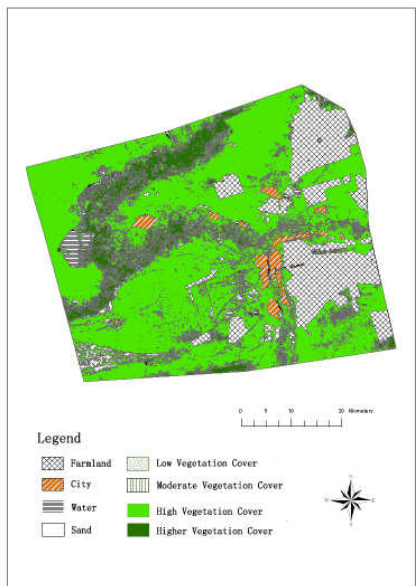 0 5 10 20 Kilometers
Legend
Farmland
Low Vegetation Cover
City
Moderate Vegetation Cover
Water
High Vegetation Cover
Sand
Higher Vegetation Cover